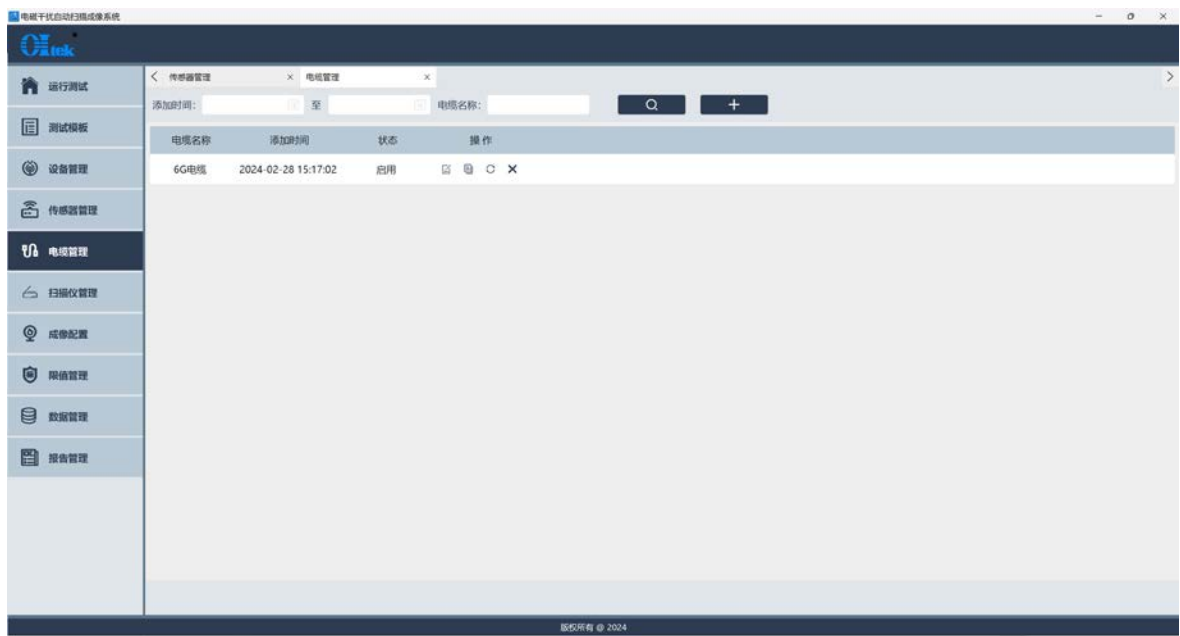 电磁干扰自动扫描成像系统
OItek
传感器管理 电缆管理
运行测试
添加时间: 至 电缆名称:
测试模板
电缆名称 添加时间 状态 操作
设备管理
6G电缆 2024-02-28 15:17:02 启用
传感器管理
电缆管理
扫描仪管理
成像配置
限值管理
数据管理
报告管理
版权所有 @ 2024